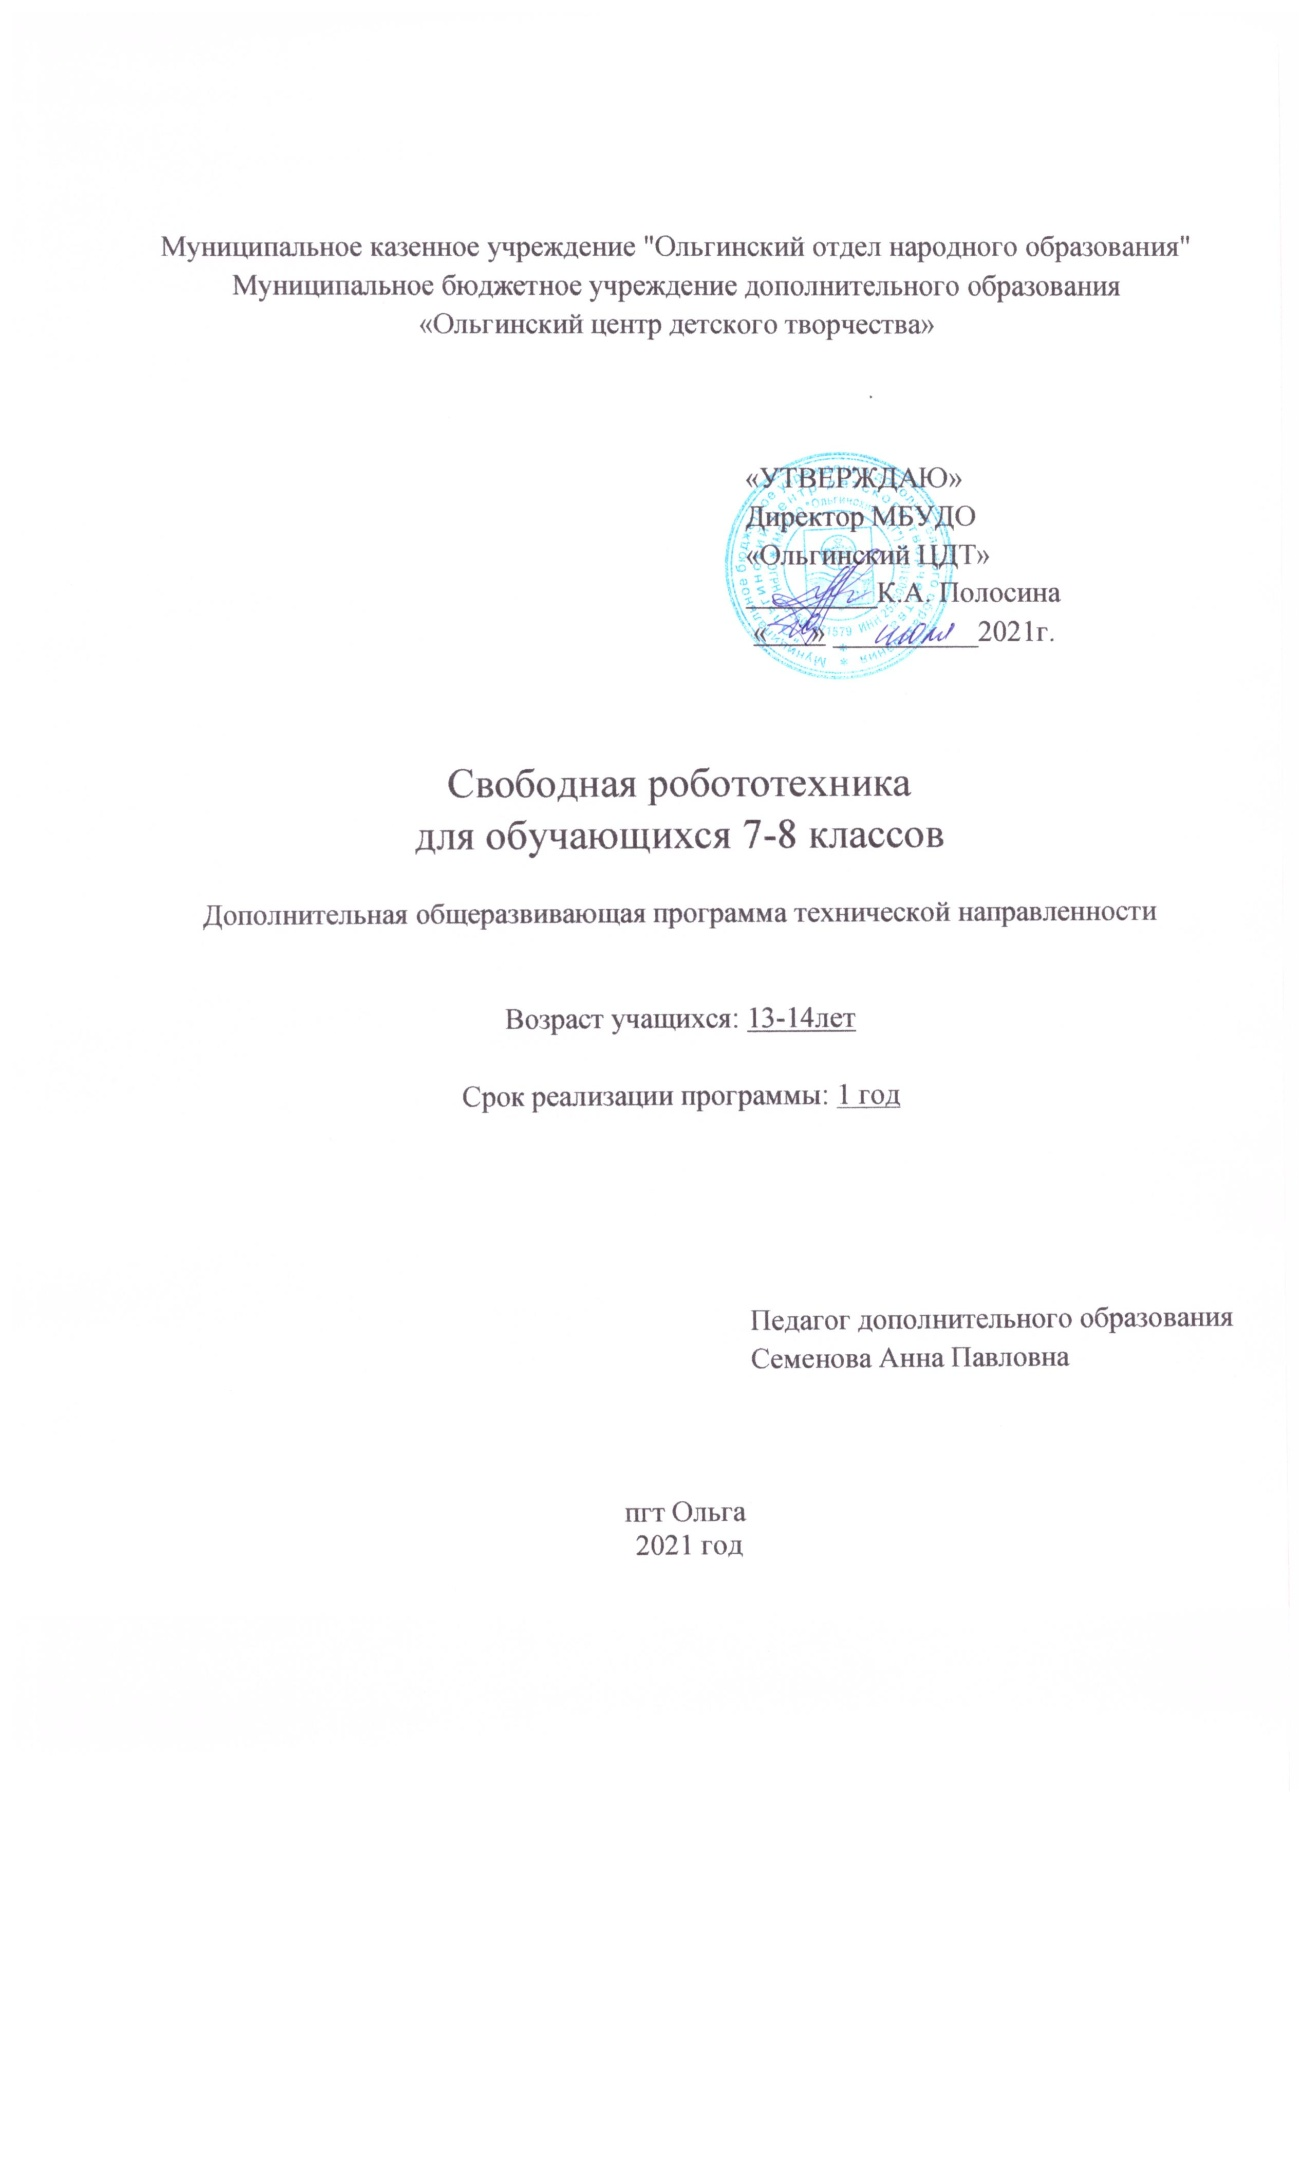 Муниципальное казенное учреждение "Ольгинский отдел народного образования"
Муниципальное бюджетное учреждение дополнительного образования
«Ольгинский центр детского творчества»
«УТВЕРЖДАЮ»
Директор МБУДО
«Ольгинский ЦДТ»
К.А. Полосина
« » июля 2021г.
Свободная робототехника
для обучающихся 7-8 классов
Дополнительная общеразвивающая программа технической направленности
Возраст учащихся: 13-14лет
Срок реализации программы: 1 год
Педагог дополнительного образования
Семенова Анна Павловна
пгт Ольга
2021 год